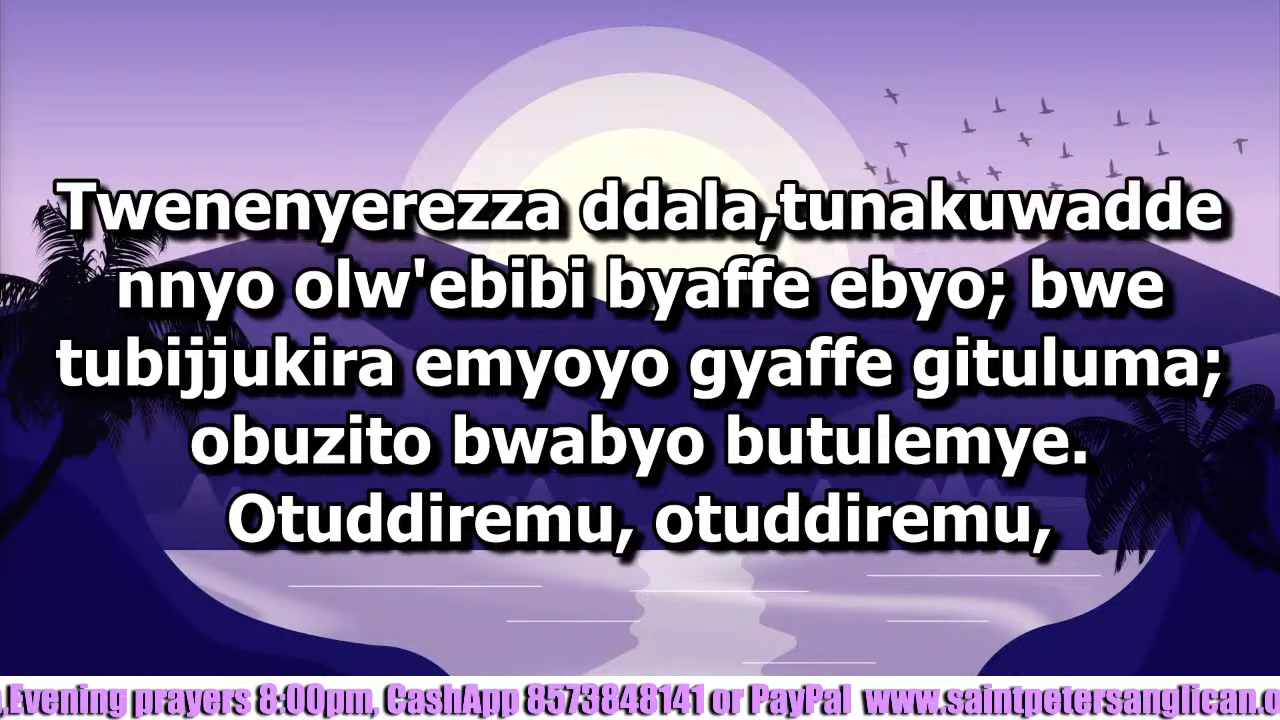 Twenenyerezza ddala,tunakuwadde
nnyo olw'ebibi byaffe ebyo; bwe
tubijjukira emyoyo gyaffe gituluma;
obuzito bwabyo butulemye.
Otuddiremu, otuddiremu,
,Evening prayers 8:00pm, CashApp 8573848141 or PayPal www.saintpetersanglican.o